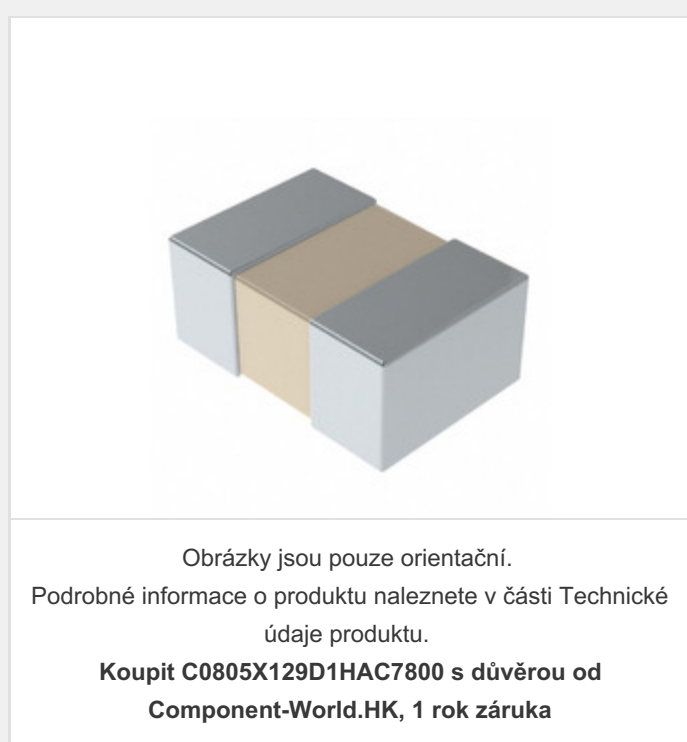 Obrázky jsou pouze orientační.
Podrobné informace o produktu naleznete v části Technické
údaje produktu.
Koupit C0805X129D1HAC7800 s důvěrou od
Component-World.HK, 1 rok záruka